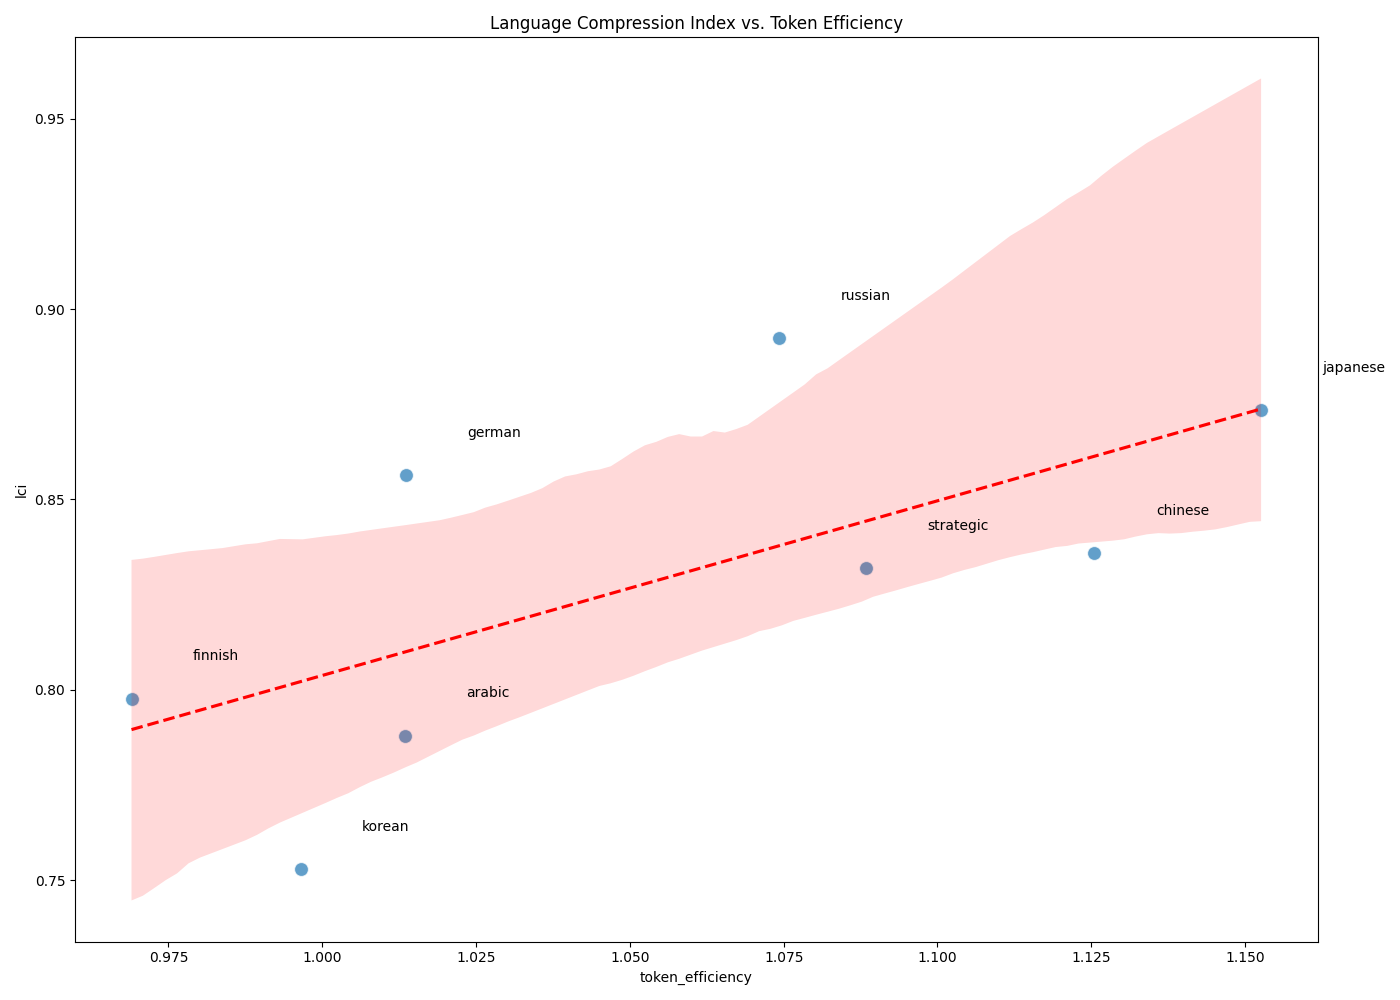 Language Compression Index vs. Token Efficiency
0.95
russian
0.90
japanese
german
lci
0.85
chinese
strategic
finnish
0.80
arabic
korean
0.75
0.975 1.000 1.025 1.050 1.075 1.100 1.125 1.150
token_efficiency